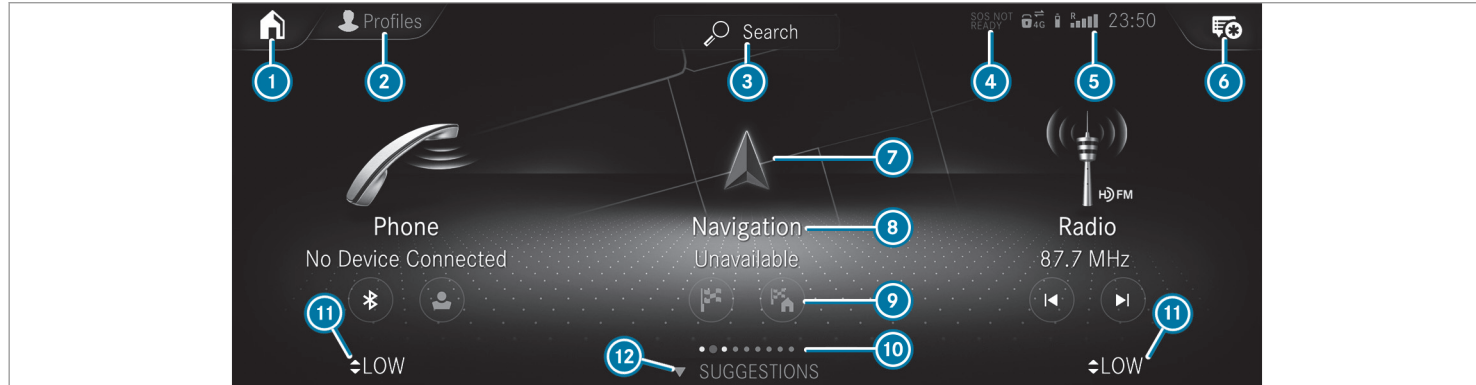 Profiles
Search
SOS NOT
READY
4G
R
23:50
1
2
3
4
5
6
7
HD FM
Phone
Navigation
8
Radio
No Device Connected
Unavailable
87.7 MHz
9
11
11
10
12
LOW
SUGGESTIONS
LOW